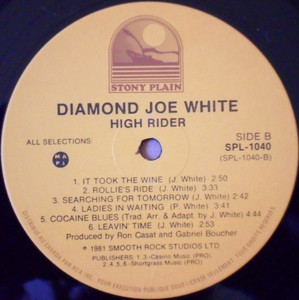 STONY PLAIN
DIAMOND JOE WHITE
HIGH RIDER
ALL SELECTIONS:
SIDE B
SPL-1040
(SPL-1040-B)
1. IT TOOK THE WINE (J. White) 2:50
2. ROLLIE'S RIDE (J. White) 3:33
3. SEARCHING FOR TOMORROW (J. White) 4:42
4. LADIES IN WAITING (P. White) 3:11
5. COCAINE BLUES (Trad. Arr. & Adapt. by J. White) 6:44
6. LEAVIN' TIME (J. White) 2:53
Produced by Ron Casat and Gabriel Boucher
℗ 1981 SMOOTH ROCK STUDIOS LTD
PUBLISHERS: 1,3-Casino Music (PRO)
2,4,5,6-Shortgrass Music (PRO)